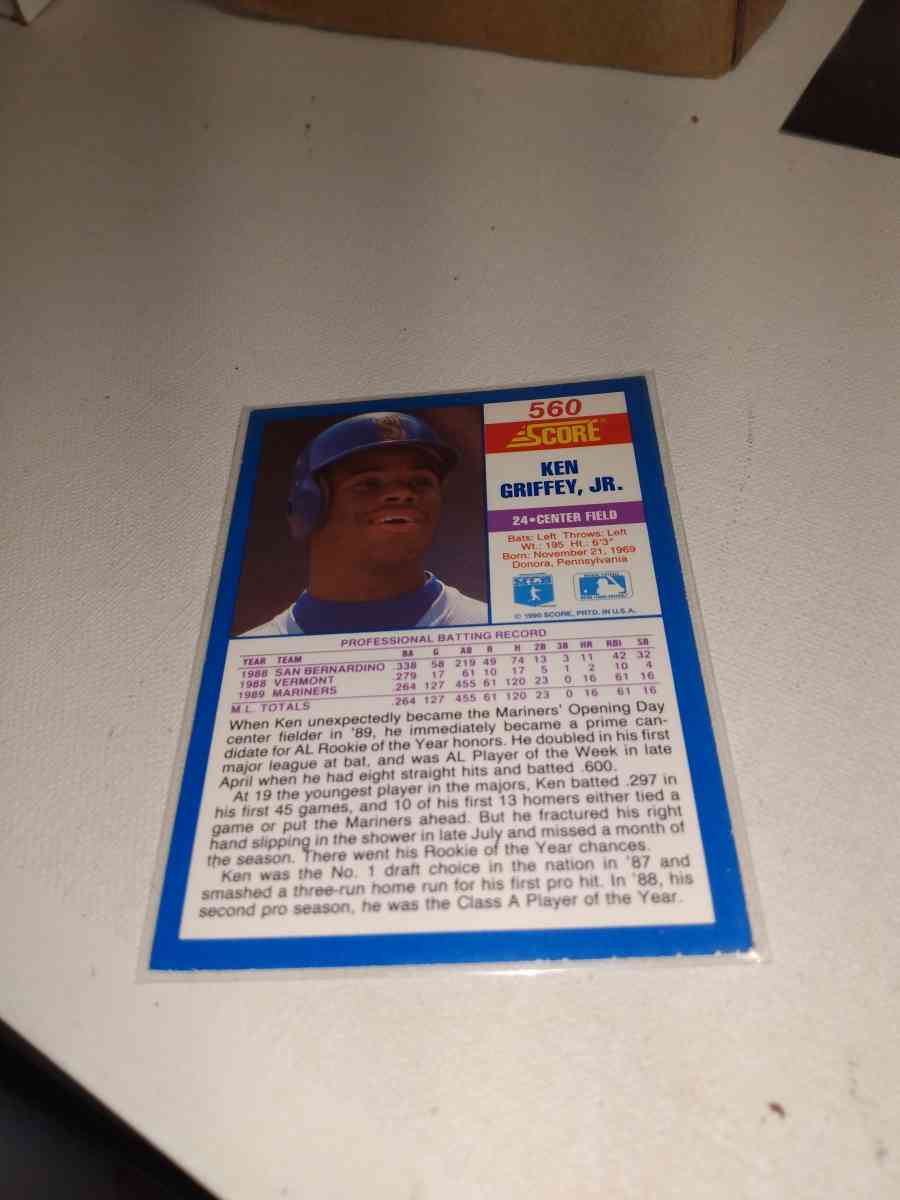 560
SCORE
KEN
GRIFFEY, JR.
24•CENTER FIELD
Bats: Left Throws: Left
Wt.: 195 Ht.: 6'3"
Born: November 21, 1969
Donora, Pennsylvania
© 1990 SCORE, PRTD. IN U.S.A.
PROFESSIONAL BATTING RECORD
YEAR TEAM BA G AB R H 2B 3B HR RBI SB
1988 SAN BERNARDINO .338 58 219 49 74 13 3 11 42 32
1988 VERMONT .279 17 61 10 17 5 1 2 10 4
1989 MARINERS .264 127 455 61 120 23 0 16 61 16
M.L. TOTALS .264 127 455 61 120 23 0 16 61 16
When Ken unexpectedly became the Mariners' Opening Day
center fielder in '89, he immediately became a prime can-
didate for AL Rookie of the Year honors. He doubled in his first
major league at bat, and was AL Player of the Week in late
April when he had eight straight hits and batted .600.
At 19 the youngest player in the majors, Ken batted .297 in
his first 45 games, and 10 of his first 13 homers either tied a
game or put the Mariners ahead. But he fractured his right
hand slipping in the shower in late July and missed a month of
the season. There went his Rookie of the Year chances.
Ken was the No. 1 draft choice in the nation in '87 and
smashed a three-run home run for his first pro hit. In '88, his
second pro season, he was the Class A Player of the Year.